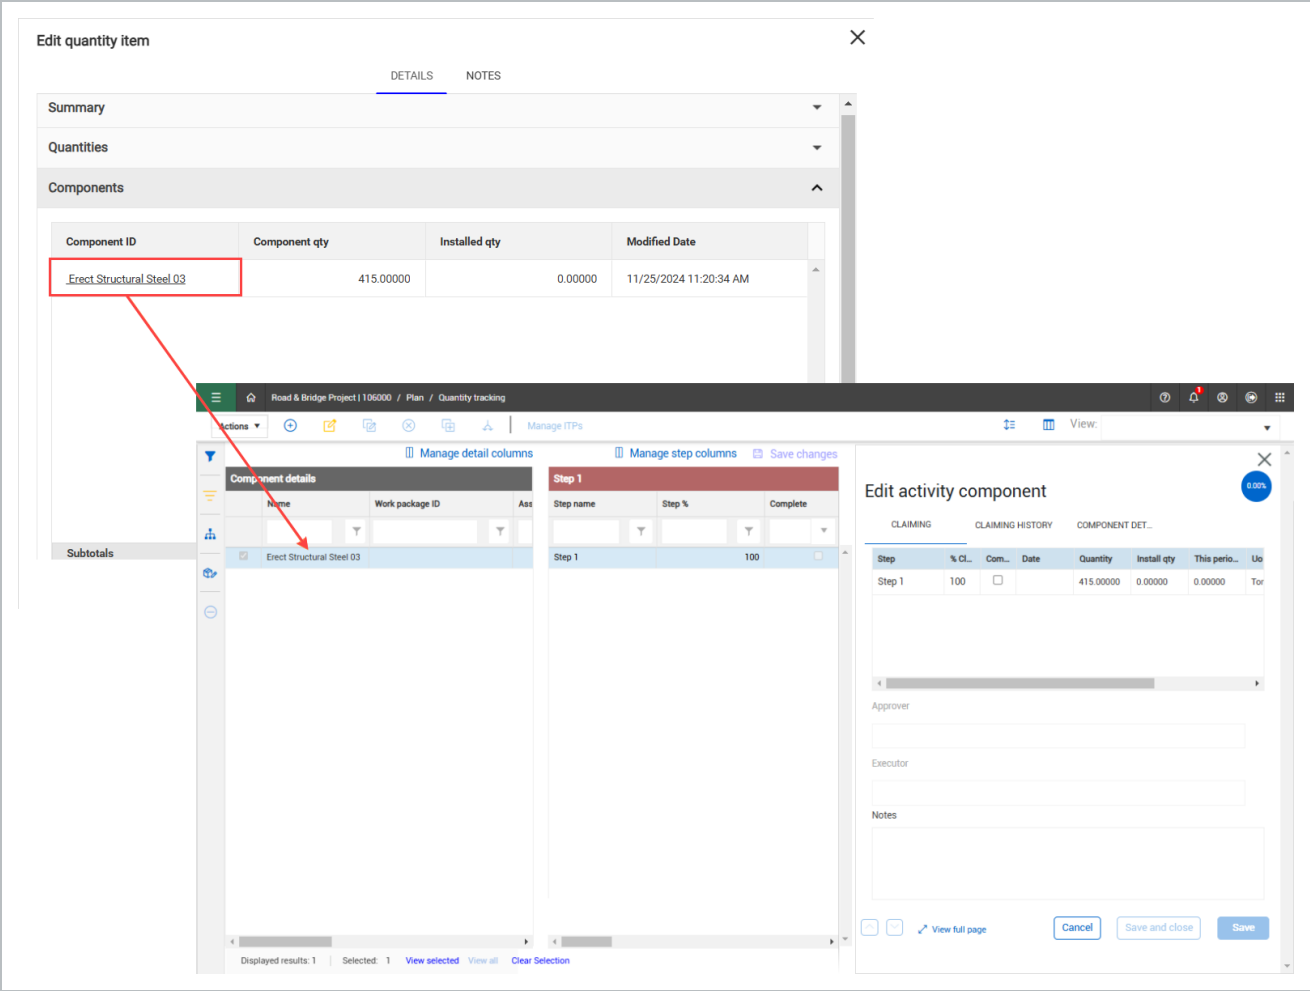 Edit quantity item
DETAILS NOTES
Summary
Quantities
Components
Component ID Component qty Installed qty Modified Date
Erect Structural Steel 03 415.00000 0.00000 11/25/2024 11:20:34 AM
Subtotals
Road & Bridge Project | 106000 / Plan / Quantity tracking 1
Actions Manage ITPs View:
Manage detail columns Manage step columns Save changes
Component details Step 1
Name Work package ID Ass Step name Step % Complete
Erect Structural Steel 03 Step 1 100
Displayed results: 1 Selected: 1 View selected View all Clear Selection
0.00%
Edit activity component
CLAIMING CLAIMING HISTORY COMPONENT DET...
Step % Cl... Com... Date Quantity Install qty This perio... Uo
Step 1 100 415.00000 0.00000 0.00000 Tor
Approver
Executor
Notes
View full page Cancel Save and close Save